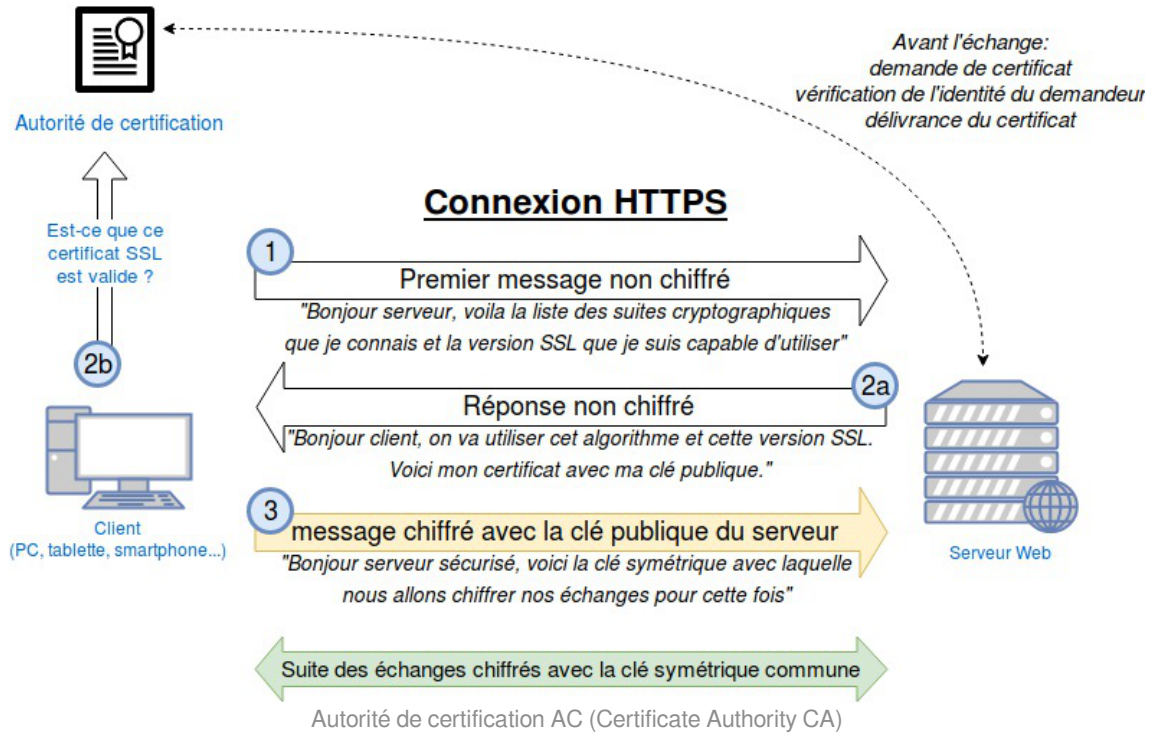 Autorité de certification
Avant l'échange:
demande de certificat
vérification de l'identité du demandeur
délivrance du certificat
Connexion HTTPS
Est-ce que ce
certificat SSL
est valide ?
2b
1
Premier message non chiffré
"Bonjour serveur, voila la liste des suites cryptographiques
que je connais et la version SSL que je suis capable d'utiliser"
2a
Réponse non chiffré
"Bonjour client, on va utiliser cet algorithme et cette version SSL.
Voici mon certificat avec ma clé publique."
Client
(PC, tablette, smartphone...)
3
message chiffré avec la clé publique du serveur
"Bonjour serveur sécurisé, voici la clé symétrique avec laquelle
nous allons chiffrer nos échanges pour cette fois"
Serveur Web
Suite des échanges chiffrés avec la clé symétrique commune
Autorité de certification AC (Certificate Authority CA)